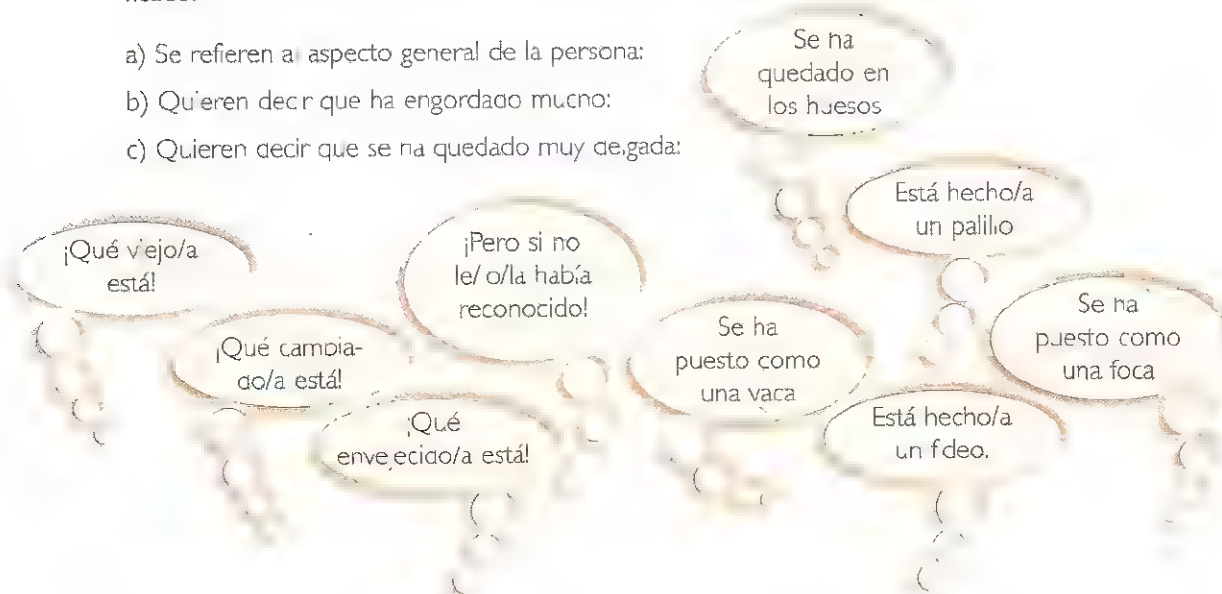 a) Se refieren al aspecto general de la persona:
b) Quieren decir que ha engordado mucho:
c) Quieren decir que se ha quedado muy delgada:
Se ha
quedado en
los huesos
Está hecho/a
un palillo
¡Qué viejo/a
está!
¡Pero si no
le/lo/la había
reconocido!
¡Qué cambia-
do/a está!
Se ha
puesto como
una vaca
Se ha
puesto como
una foca
¡Qué
envejecido/a está!
Está hecho/a
un fideo.